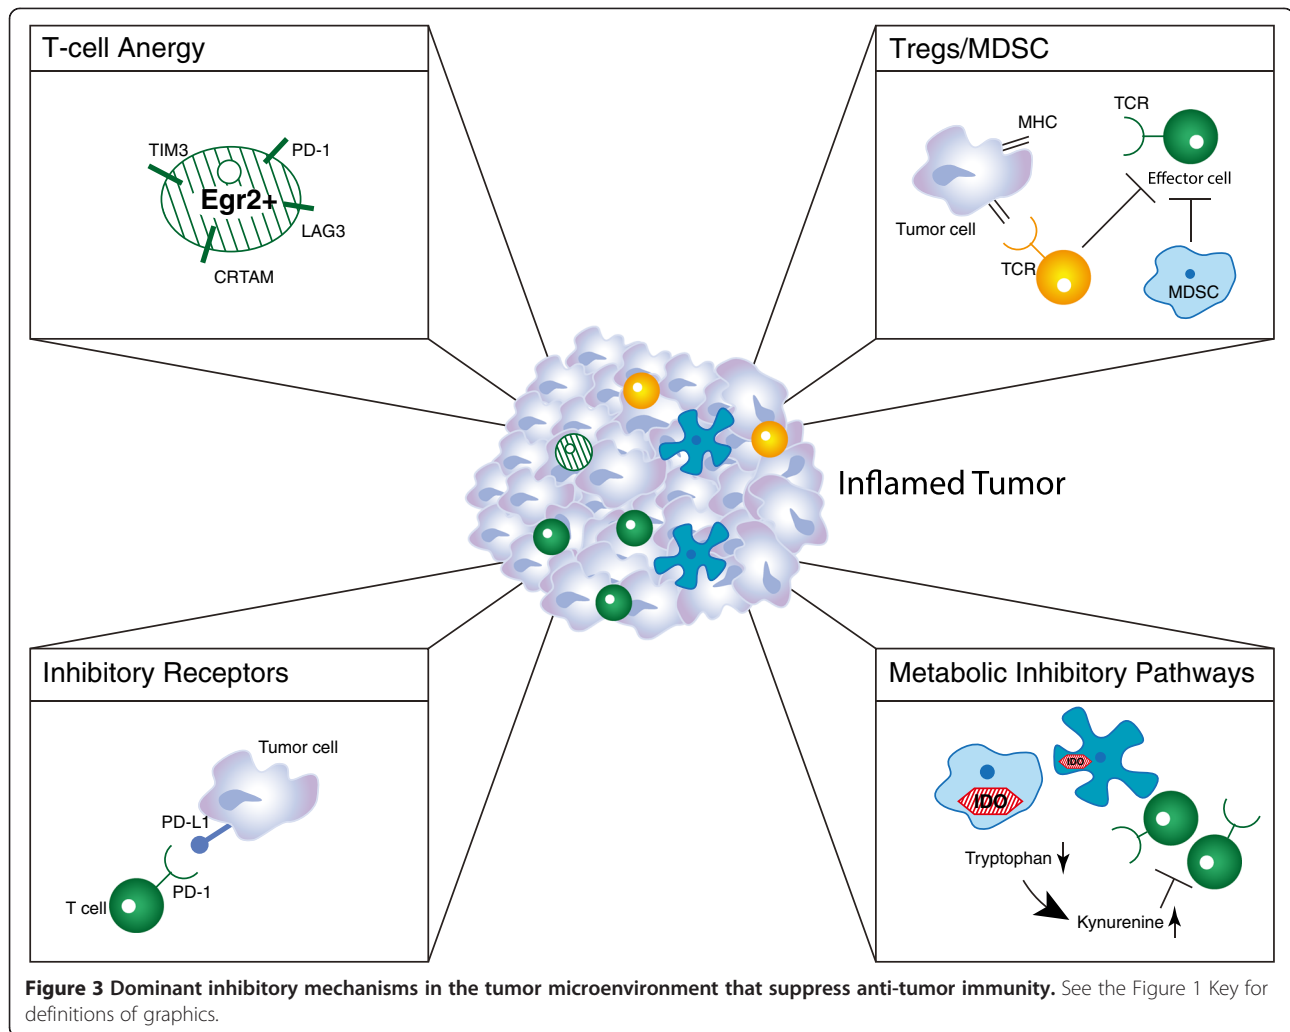 T-cell Anergy
TIM3
PD-1
Egr2+
LAG3
CRTAM
Tregs/MDSC
TCR
MHC
Effector cell
Tumor cell
TCR
MDSC
Inflamed Tumor
Inhibitory Receptors
Tumor cell
PD-L1
PD-1
T cell
Metabolic Inhibitory Pathways
IDO
IDO
Tryptophan
Kynurenine
Figure 3 Dominant inhibitory mechanisms in the tumor microenvironment that suppress anti-tumor immunity. See the Figure 1 Key for
definitions of graphics.